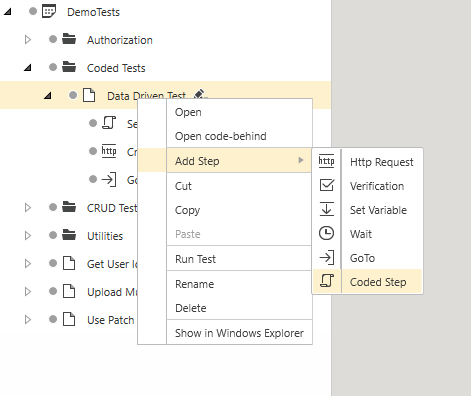 DemoTests
Authorization
Coded Tests
Data Driven Test
Se
http Cr
Go
CRUD Test
Utilities
Get User
Upload Mu
Use Patch
Open
Open code-behind
Add Step
Cut
Copy
Paste
Run Test
Rename
Delete
Show in Windows Explorer
http Http Request
Verification
Set Variable
Wait
GoTo
Coded Step